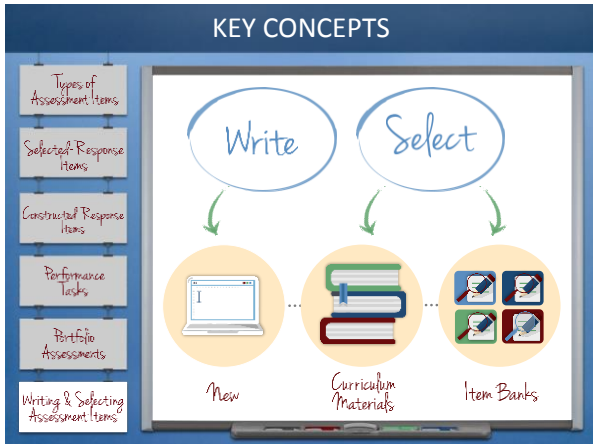 KEY CONCEPTS
Types of
Assessment Items
Selected-Response
Items
Constructed Response
Items
Performance
Tasks
Portfolio
Assessments
Writing & Selecting
Assessment Items
Write
Select
New
Curriculum
Materials
Item Banks